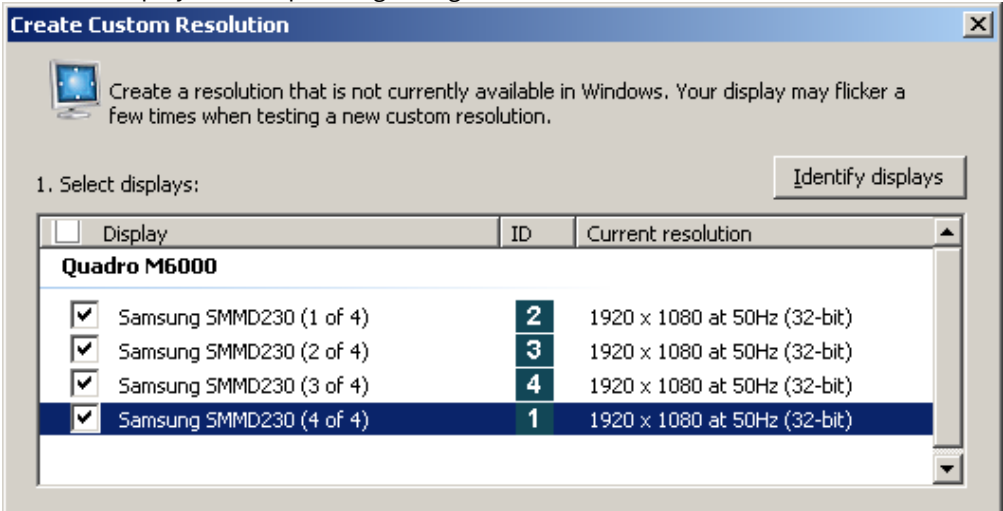 Create Custom Resolution
Create a resolution that is not currently available in Windows. Your display may flicker a
few times when testing a new custom resolution.
1. Select displays:
Identify displays
Display ID Current resolution
Quadro M6000
Samsung SMMD230 (1 of 4) 2 1920 x 1080 at 50Hz (32-bit)
Samsung SMMD230 (2 of 4) 3 1920 x 1080 at 50Hz (32-bit)
Samsung SMMD230 (3 of 4) 4 1920 x 1080 at 50Hz (32-bit)
Samsung SMMD230 (4 of 4) 1 1920 x 1080 at 50Hz (32-bit)